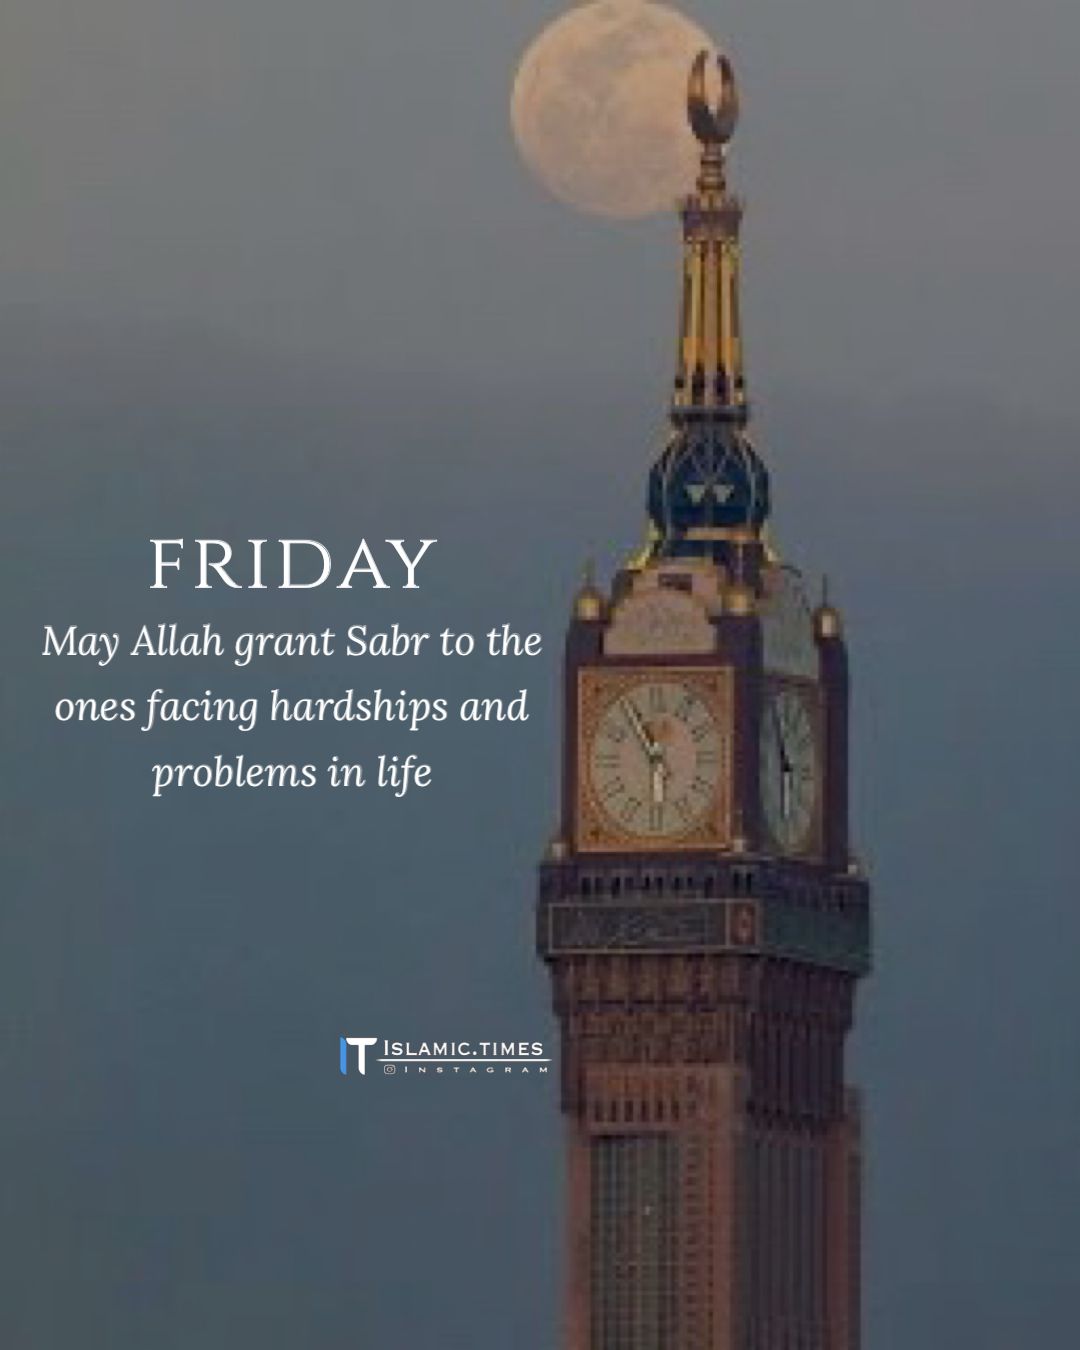 FRIDAY
May Allah grant Sabr to the
ones facing hardships and
problems in life
IT ISLAMIC.TIMES
INSTAGRAM